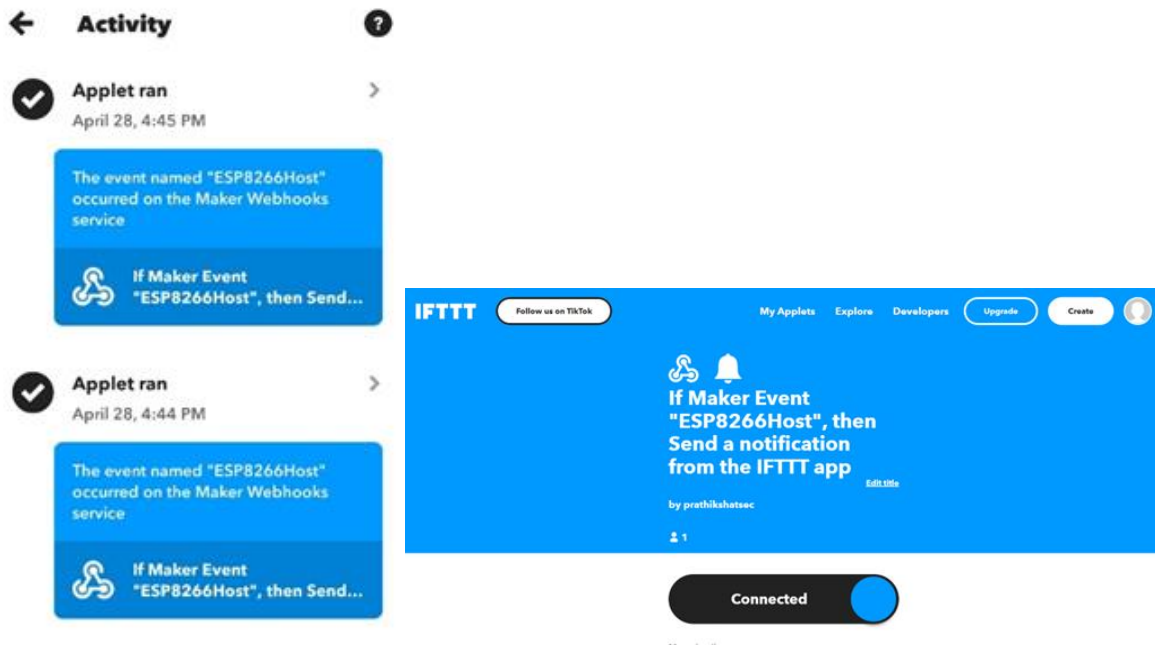 Activity
?
Applet ran
April 28, 4:45 PM
The event named "ESP8266Host"
occurred on the Maker Webhooks
service
If Maker Event
"ESP8266Host", then Send...
Applet ran
April 28, 4:44 PM
The event named "ESP8266Host"
occurred on the Maker Webhooks
service
If Maker Event
"ESP8266Host", then Send...
IFTTT
Follow us on TikTok
My Applets
Explore
Developers
Upgrade
Create
If Maker Event
"ESP8266Host", then
Send a notification
from the IFTTT app
Edit title
by prathikshatsec
1
Connected